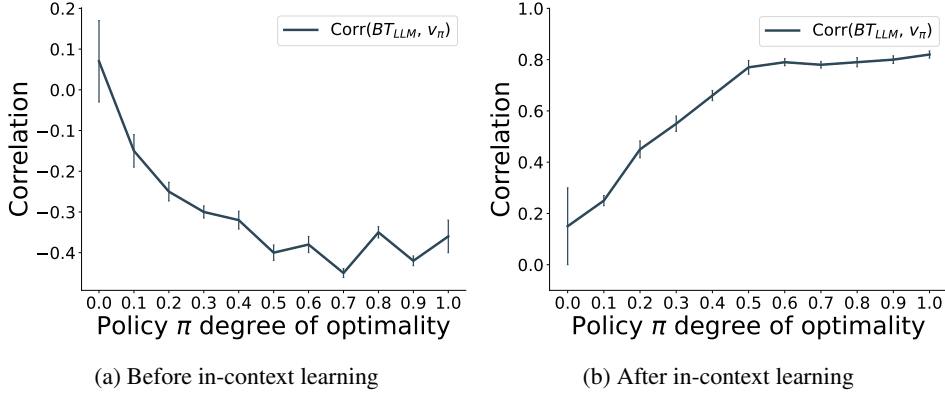 0.2
0.1
0.0
−0.1
−0.2
−0.3
−0.4
Correlation
Corr(BT_LLM, v_π)
0.0 0.1 0.2 0.3 0.4 0.5 0.6 0.7 0.8 0.9 1.0
Policy π degree of optimality
(a) Before in-context learning
1.0
0.8
0.6
0.4
0.2
0.0
Correlation
Corr(BT_LLM, v_π)
0.0 0.1 0.2 0.3 0.4 0.5 0.6 0.7 0.8 0.9 1.0
Policy π degree of optimality
(b) After in-context learning